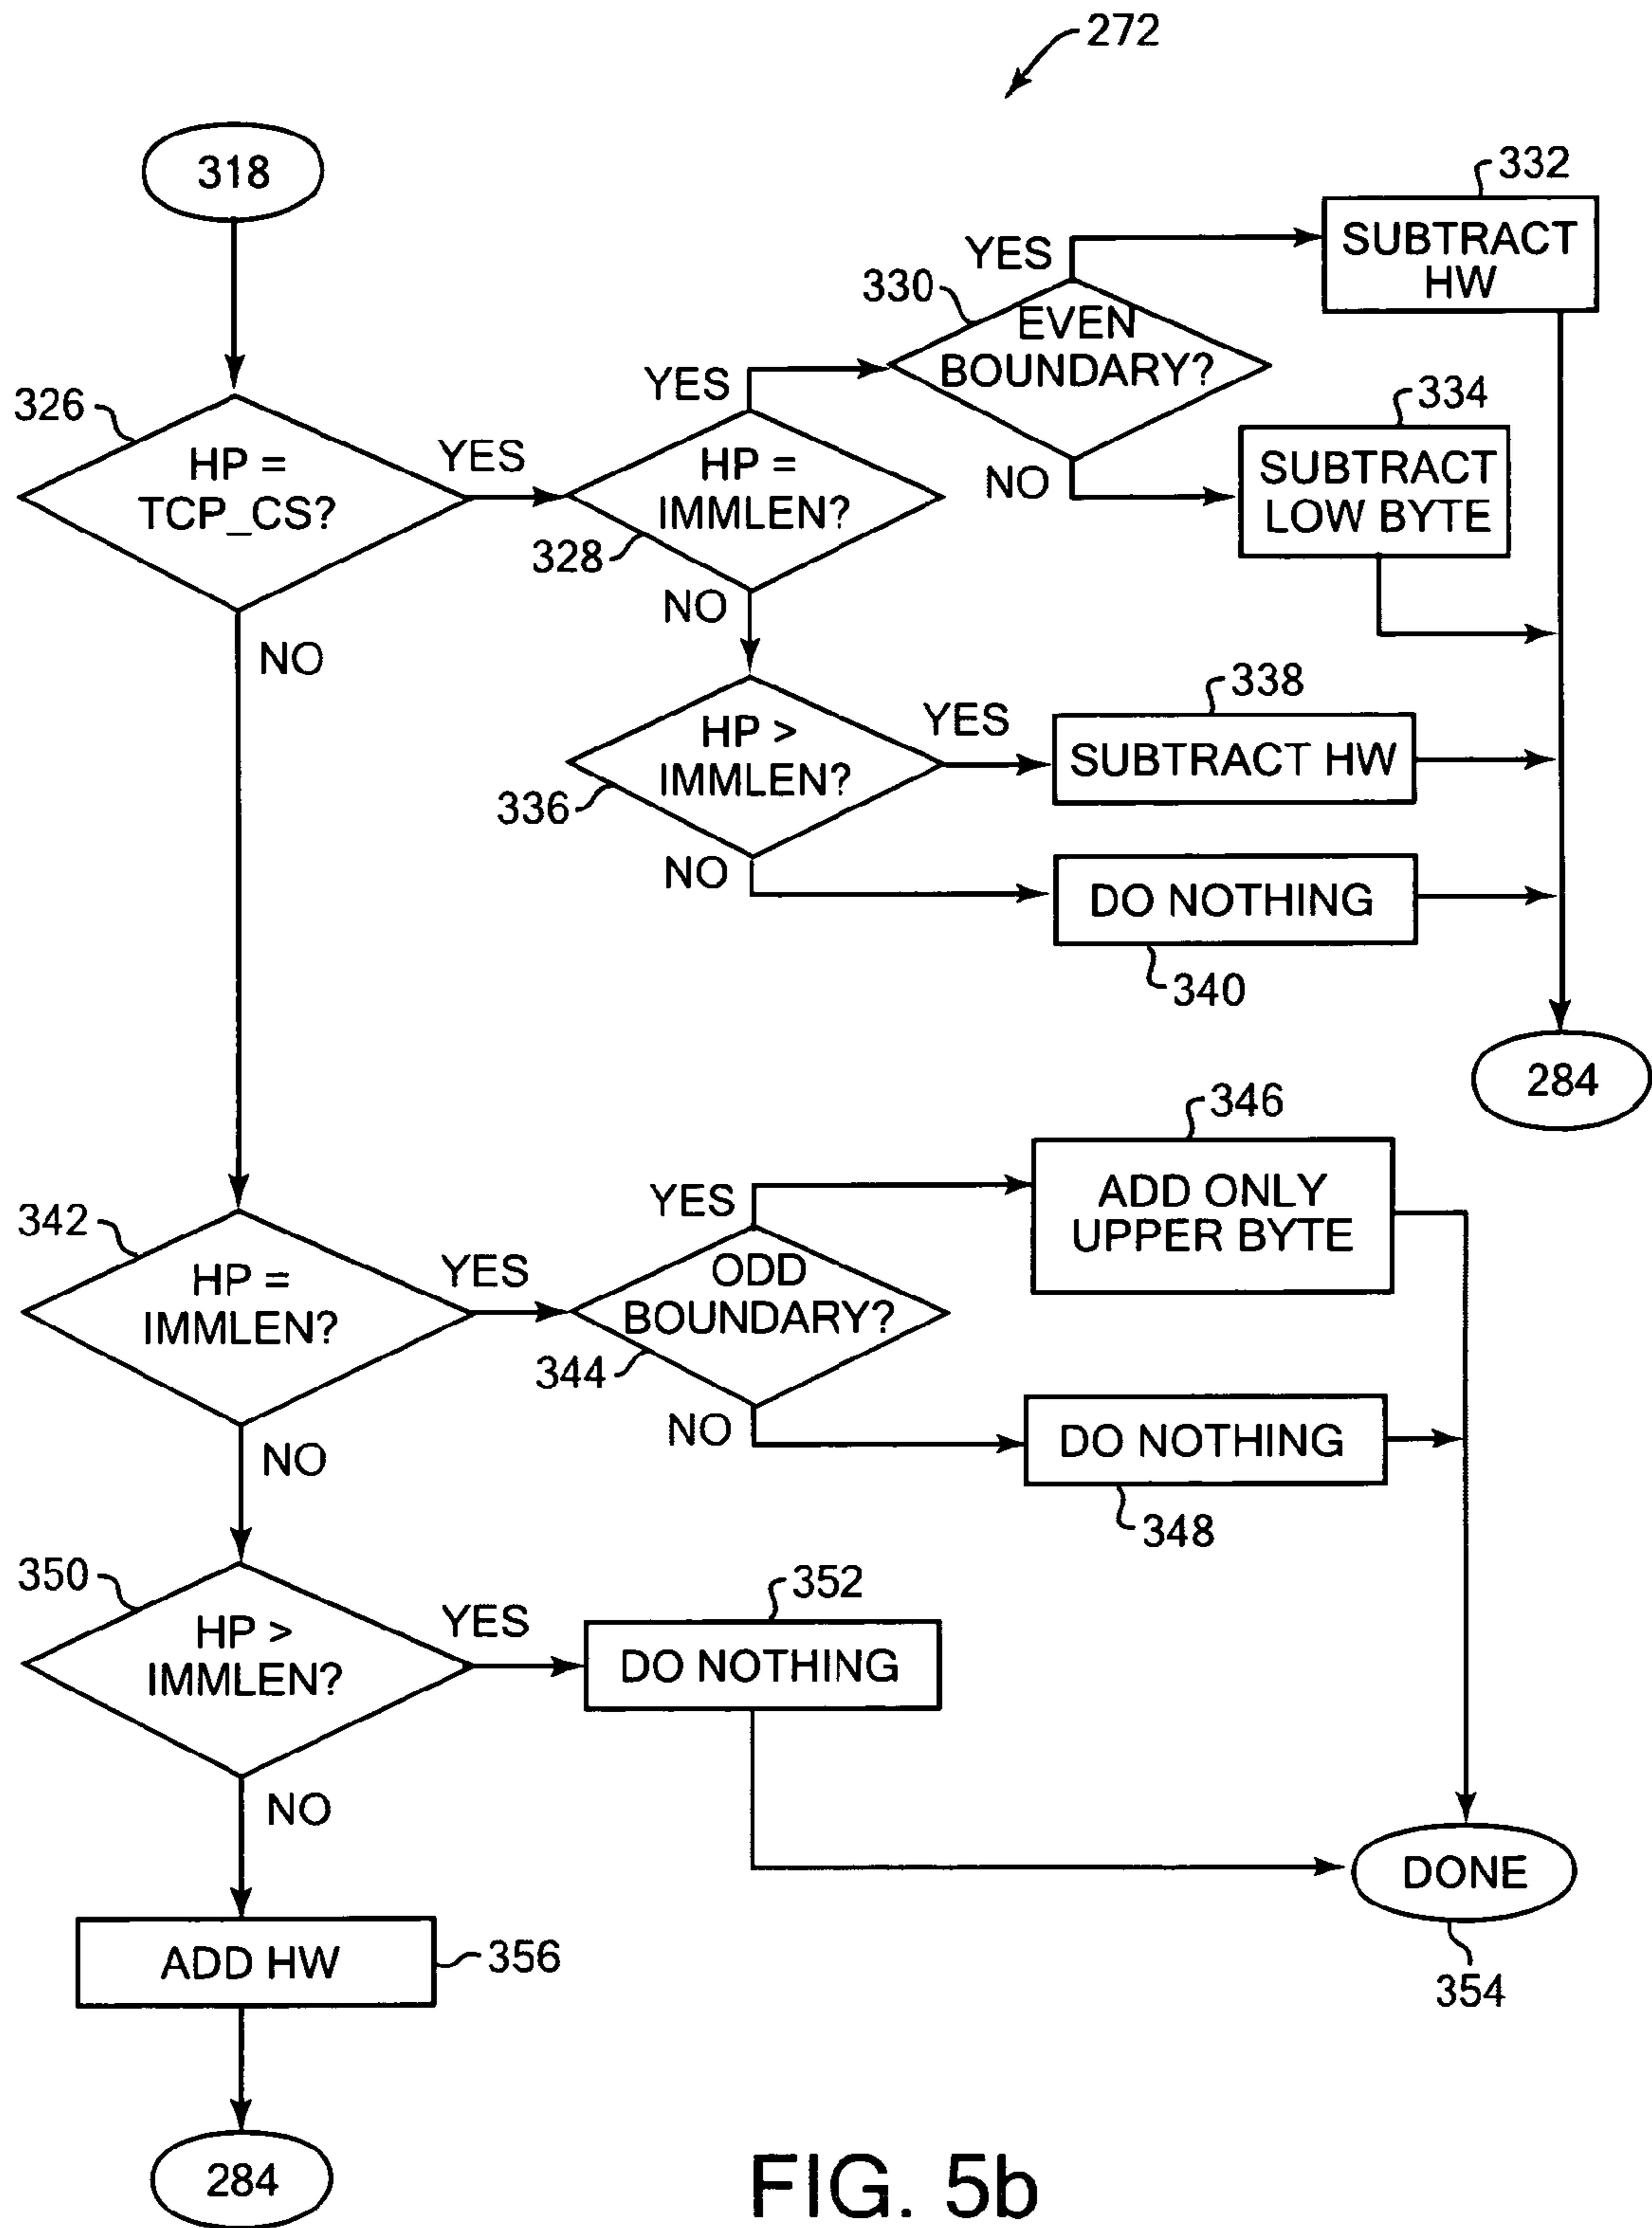 272
318
332
SUBTRACT
HW
YES
330
EVEN
BOUNDARY?
334
SUBTRACT
LOW BYTE
NO
326
HP =
TCP_CS?
YES
YES
HP =
IMMLEN?
328
NO
NO
338
HP >
IMMLEN?
YES
SUBTRACT HW
336
NO
DO NOTHING
340
284
346
ADD ONLY
UPPER BYTE
342
HP =
IMMLEN?
YES
YES
ODD
BOUNDARY?
344
NO
DO NOTHING
348
NO
350
HP >
IMMLEN?
YES
352
DO NOTHING
NO
DONE
354
ADD HW
356
284
FIG. 5b